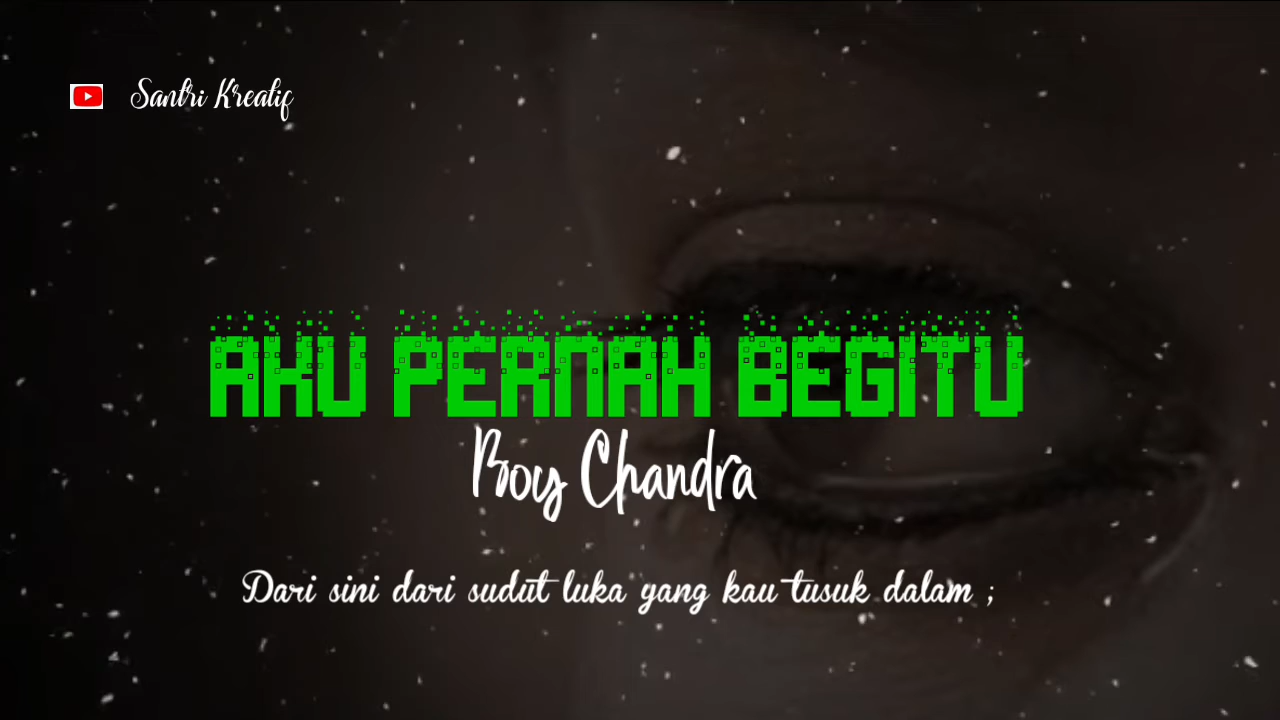 Santri Kreatif
AKU PERNAH BEGITU
Boy Chandra
Dari sini dari sudut luka yang kau tusuk dalam ;